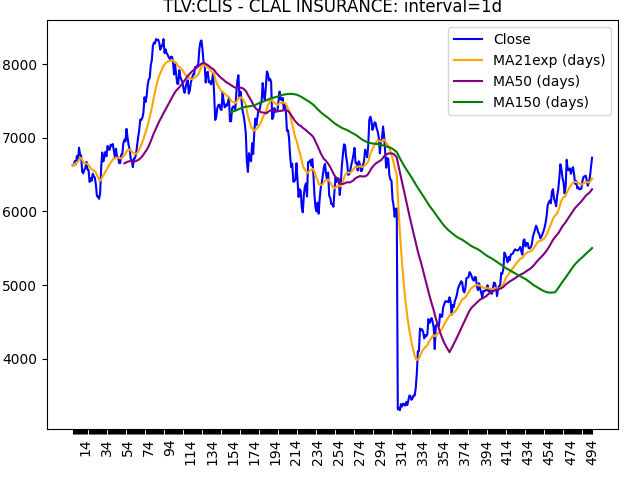 TLV:CLIS - CLAL INSURANCE: interval=1d
Close
MA21exp (days)
MA50 (days)
MA150 (days)
8000
7000
6000
5000
4000
14 34 54 74 94 114 134 154 174 194 214 234 254 274 294 314 334 354 374 394 414 434 454 474 494